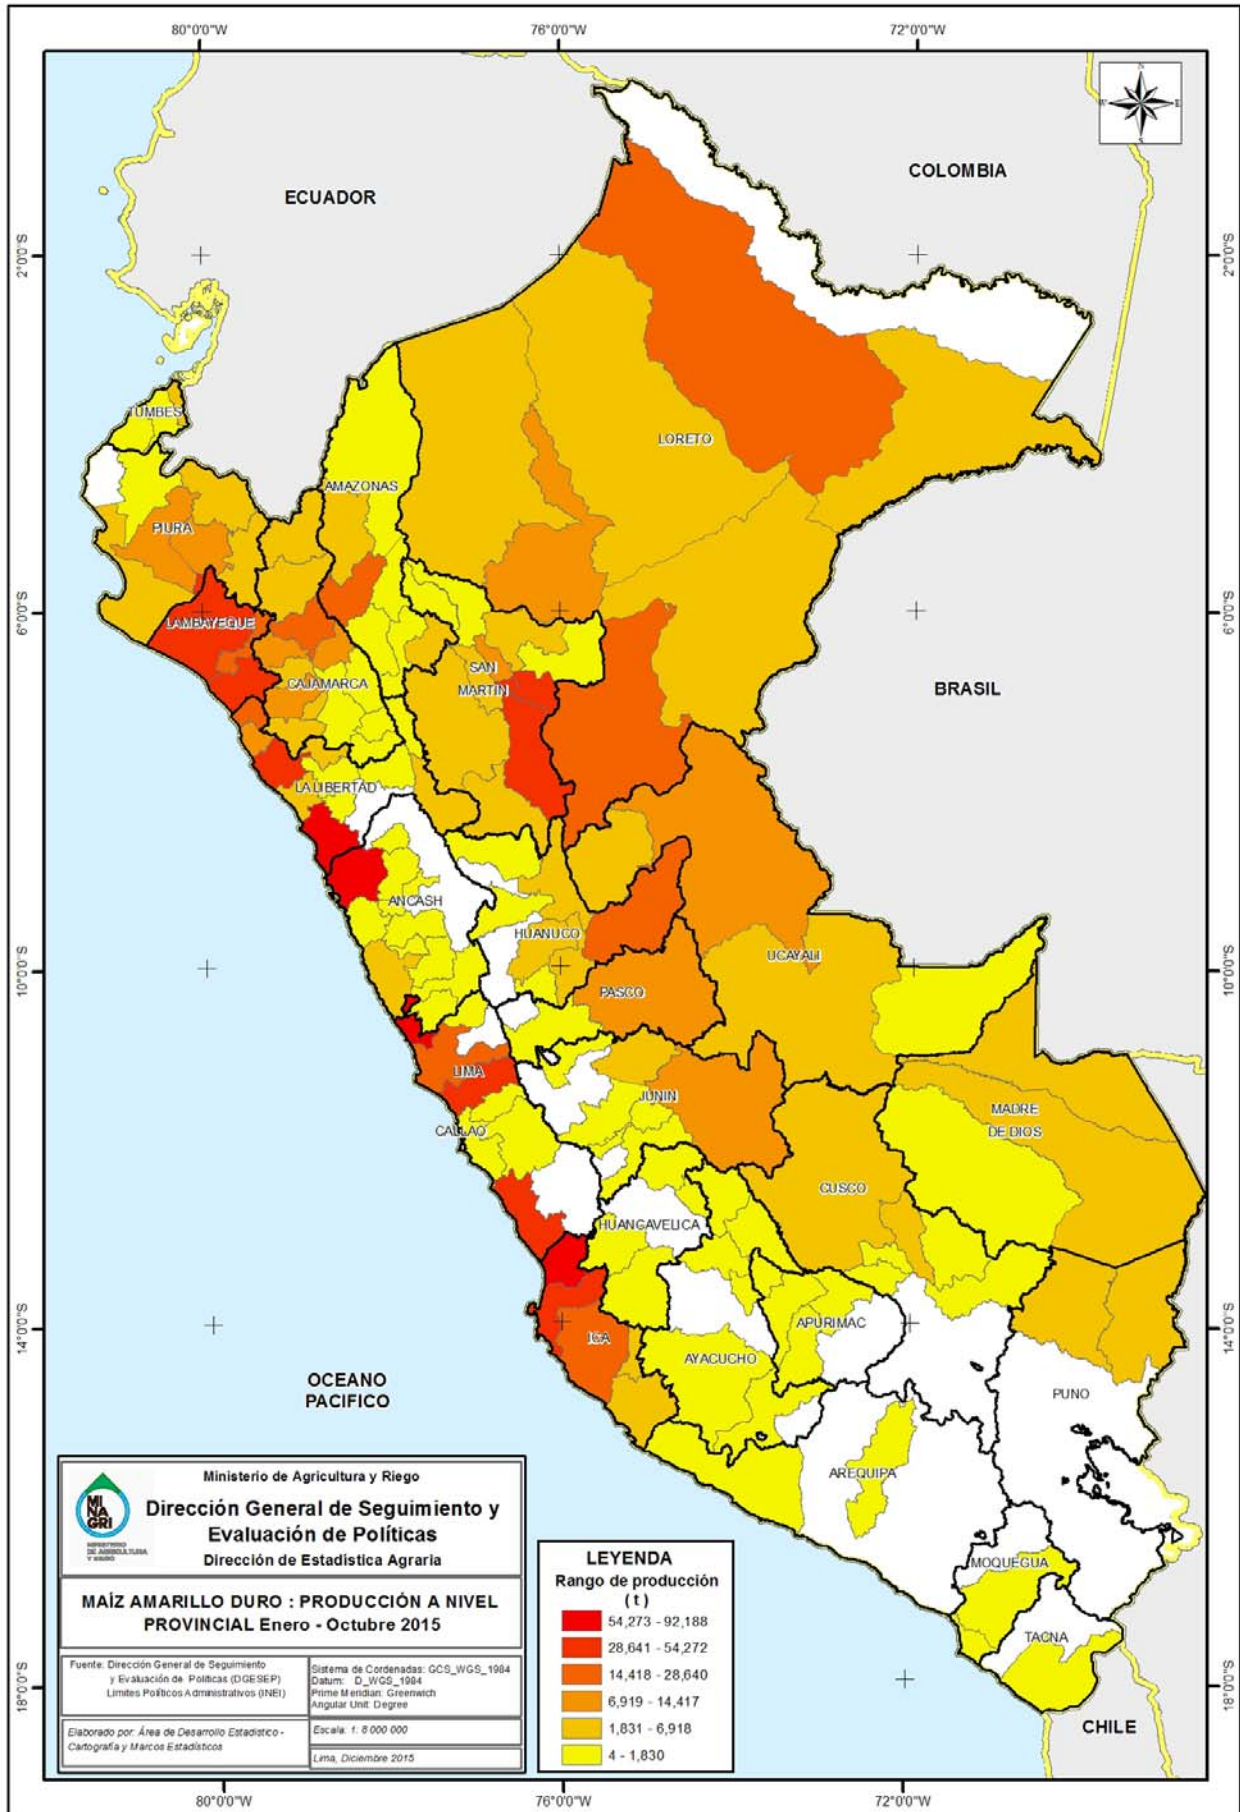 80°0'0"W
76°0'0"W
72°0'0"W
COLOMBIA
ECUADOR
2°0'0"S
2°0'0"S
TUMBES
LORETO
AMAZONAS
PIURA
6°0'0"S
6°0'0"S
LAMBAYEQUE
SAN
MARTIN
CAJAMARCA
BRASIL
LA LIBERTAD
ANCASH
HUANUCO
UCAYALI
10°0'0"S
10°0'0"S
PASCO
LIMA
JUNIN
MADRE
DE DIOS
CALLAO
CUSCO
HUANCAVELICA
14°0'0"S
14°0'0"S
APURIMAC
ICA
AYACUCHO
OCEANO
PACIFICO
PUNO
AREQUIPA
MOQUEGUA
TACNA
18°0'0"S
18°0'0"S
CHILE
MI
NA
GRI
MINISTERIO
DE AGRICULTURA
Y RIEGO
Ministerio de Agricultura y Riego
Dirección General de Seguimiento y
Evaluación de Políticas
Dirección de Estadística Agraria
MAÍZ AMARILLO DURO : PRODUCCIÓN A NIVEL
PROVINCIAL Enero - Octubre 2015
Fuente: Dirección General de Seguimiento
y Evaluación de Políticas (DGESEP)
Limites Políticos Administrativos (INEI)
Sistema de Cordenadas: GCS_WGS_1984
Datum: D_WGS_1984
Prime Meridian: Greenwich
Angular Unit: Degree
Elaborado por: Área de Desarrollo Estadístico -
Cartografía y Marcos Estadísticos
Escala: 1: 8 000 000
Lima, Diciembre 2015
LEYENDA
Rango de producción
( t )
54,273 - 92,188
28,641 - 54,272
14,418 - 28,640
6,919 - 14,417
1,831 - 6,918
4 - 1,830
80°0'0"W
76°0'0"W
72°0'0"W
N
E
S
W